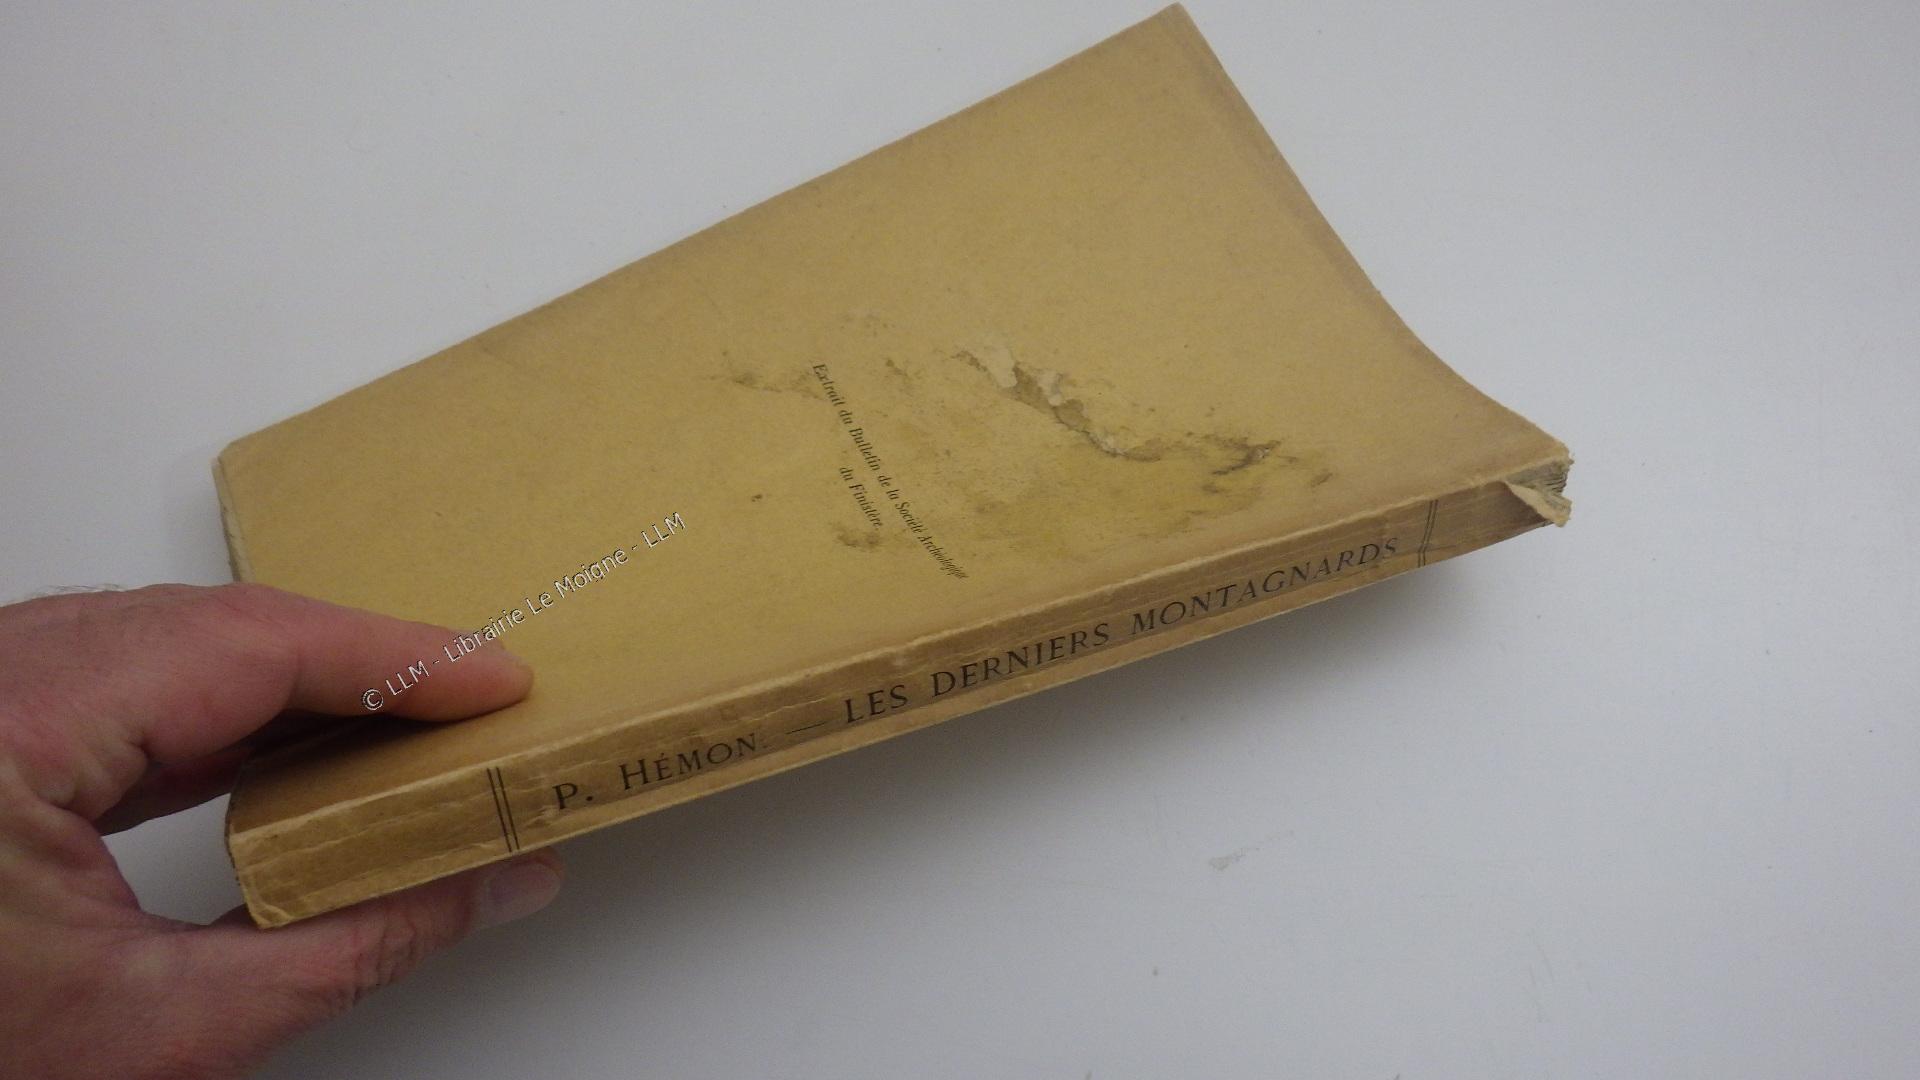 Extrait du Bulletin de la Société Archéologique
du Finistère.
P. HÉMON. — LES DERNIERS MONTAGNARDS
© LLM - Librairie Le Moigne - LLM